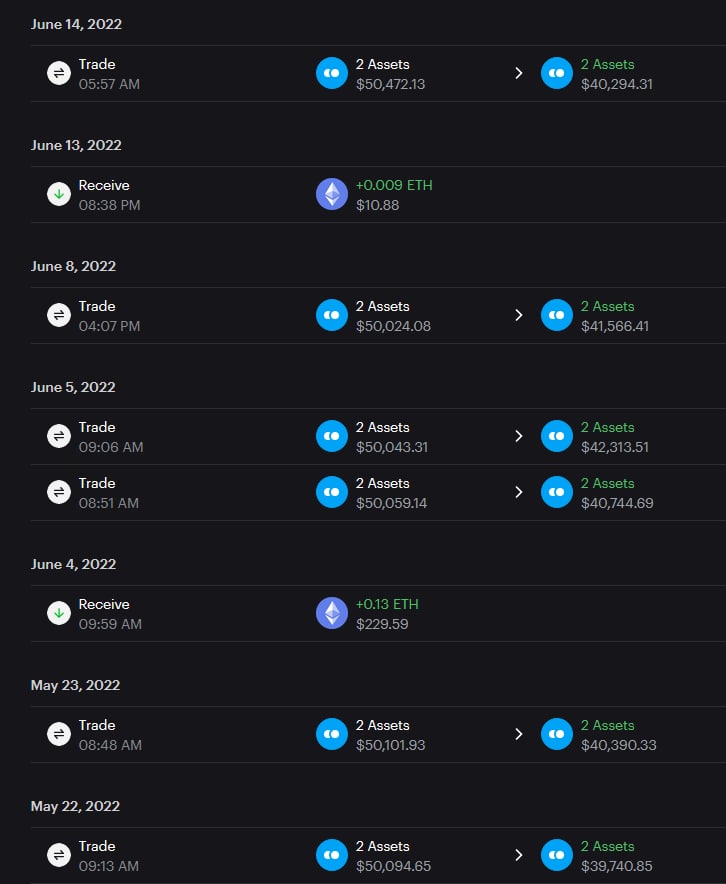 June 14, 2022
Trade 2 Assets 2 Assets
05:57 AM $50,472.13 $40,294.31
June 13, 2022
Receive +0.009 ETH
08:38 PM $10.88
June 8, 2022
Trade 2 Assets 2 Assets
04:07 PM $50,024.08 $41,566.41
June 5, 2022
Trade 2 Assets 2 Assets
09:06 AM $50,043.31 $42,313.51
Trade 2 Assets 2 Assets
08:51 AM $50,059.14 $40,744.69
June 4, 2022
Receive +0.13 ETH
09:59 AM $229.59
May 23, 2022
Trade 2 Assets 2 Assets
08:48 AM $50,101.93 $40,390.33
May 22, 2022
Trade 2 Assets 2 Assets
09:13 AM $50,094.65 $39,740.85